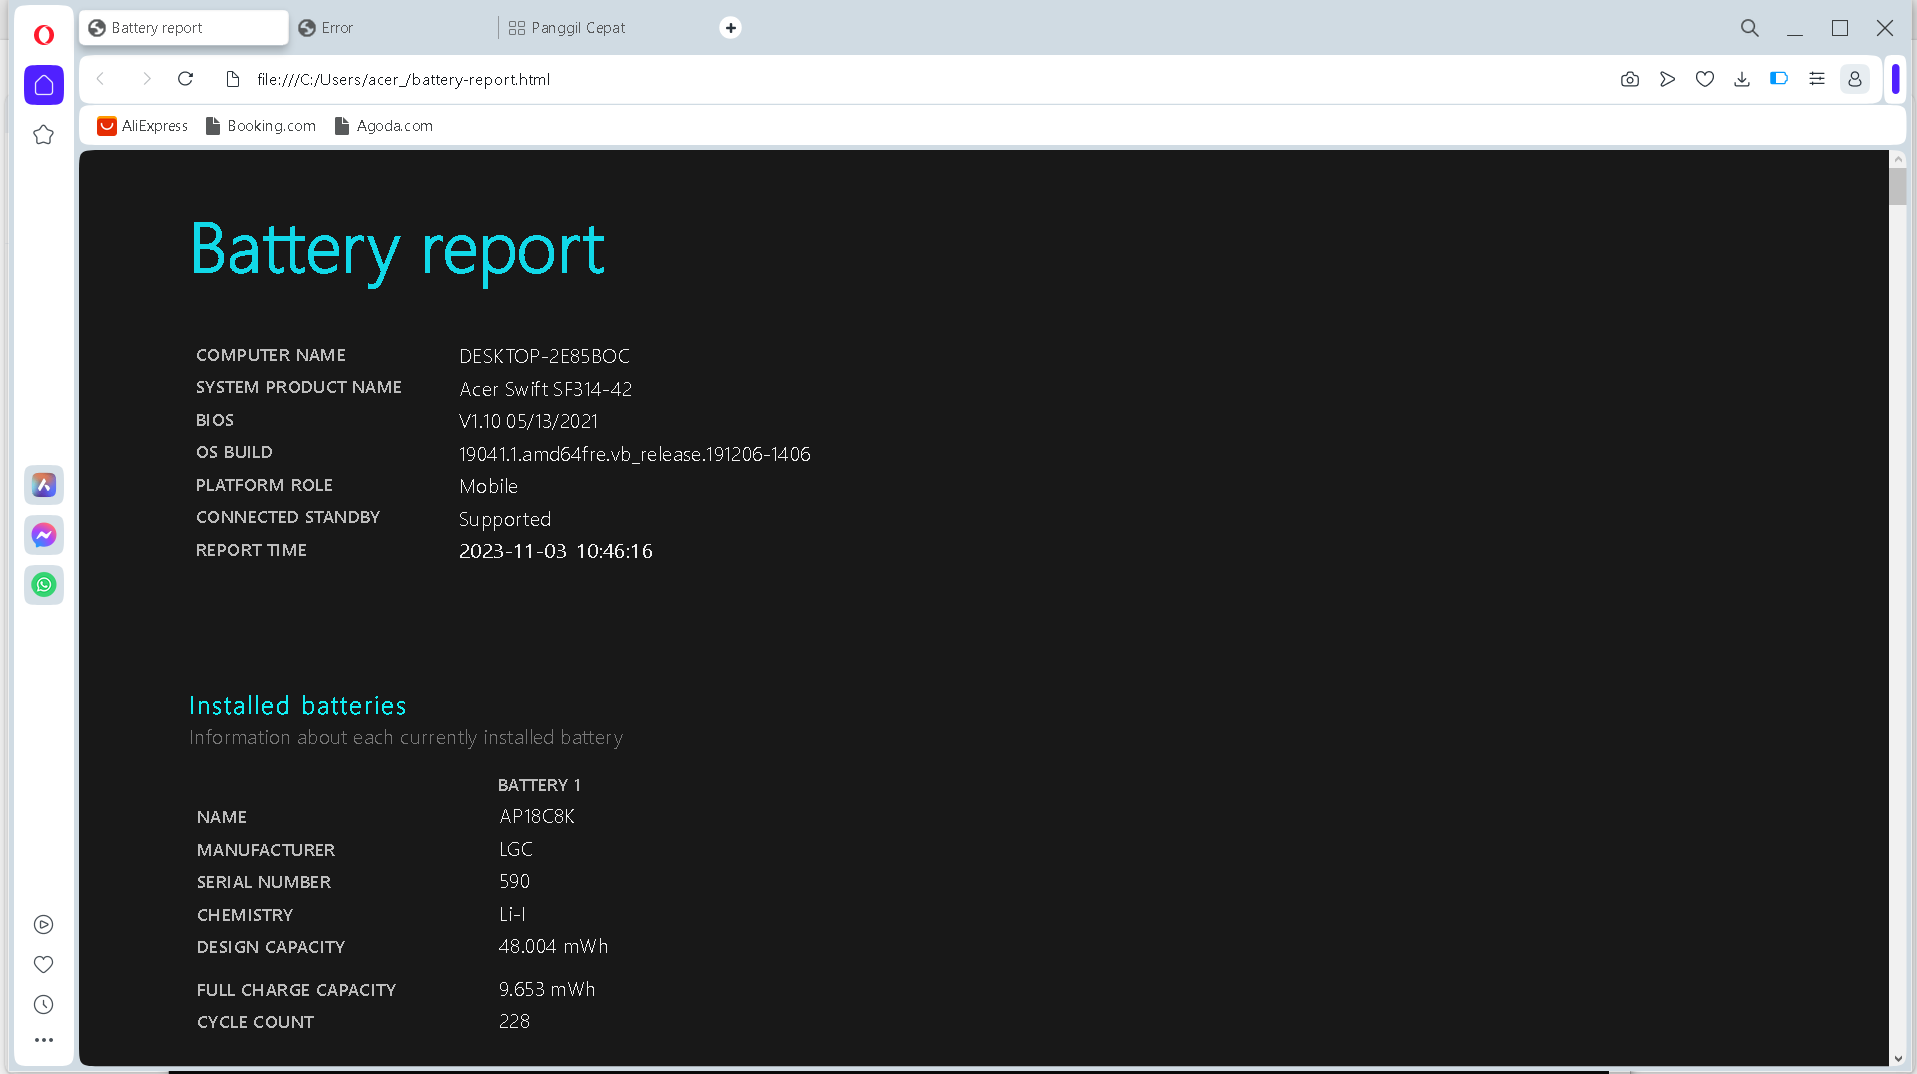 Battery report
Error
Panggil Cepat
file:///C:/Users/acer_/battery-report.html
AliExpress
Booking.com
Agoda.com
Battery report
COMPUTER NAME DESKTOP-2E85BOC
SYSTEM PRODUCT NAME Acer Swift SF314-42
BIOS V1.10 05/13/2021
OS BUILD 19041.1.amd64fre.vb_release.191206-1406
PLATFORM ROLE Mobile
CONNECTED STANDBY Supported
REPORT TIME 2023-11-03 10:46:16
Installed batteries
Information about each currently installed battery
BATTERY 1
NAME AP18C8K
MANUFACTURER LGC
SERIAL NUMBER 590
CHEMISTRY Li-I
DESIGN CAPACITY 48.004 mWh
FULL CHARGE CAPACITY 9.653 mWh
CYCLE COUNT 228